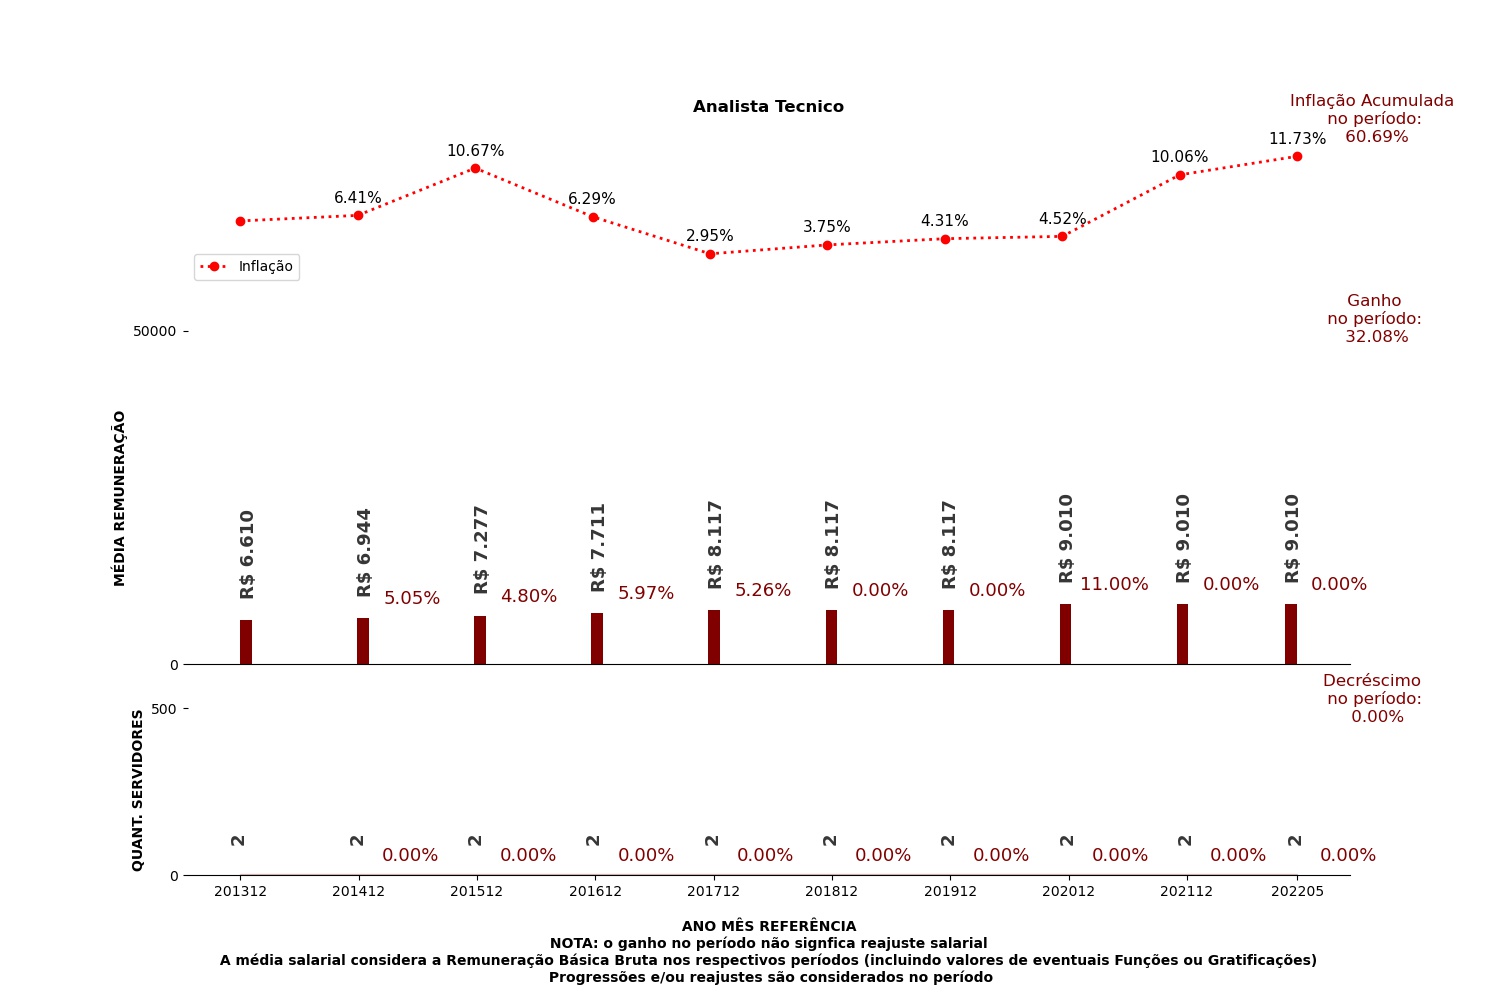 Analista Tecnico
Inflação Acumulada
no período:
60.69%
6.41%
10.67%
6.29%
2.95%
3.75%
4.31%
4.52%
10.06%
11.73%
Inflação
Ganho
no período:
32.08%
50000
0
MÉDIA REMUNERAÇÃO
R$ 6.610
R$ 6.944
R$ 7.277
R$ 7.711
R$ 8.117
R$ 8.117
R$ 8.117
R$ 9.010
R$ 9.010
R$ 9.010
5.05%
4.80%
5.97%
5.26%
0.00%
0.00%
11.00%
0.00%
0.00%
Decréscimo
no período:
0.00%
500
0
QUANT. SERVIDORES
2
2
2
2
2
2
2
2
2
2
0.00%
0.00%
0.00%
0.00%
0.00%
0.00%
0.00%
0.00%
0.00%
201312
201412
201512
201612
201712
201812
201912
202012
202112
202205
ANO MÊS REFERÊNCIA
NOTA: o ganho no período não signfica reajuste salarial
A média salarial considera a Remuneração Básica Bruta nos respectivos períodos (incluindo valores de eventuais Funções ou Gratificações)
Progressões e/ou reajustes são considerados no período